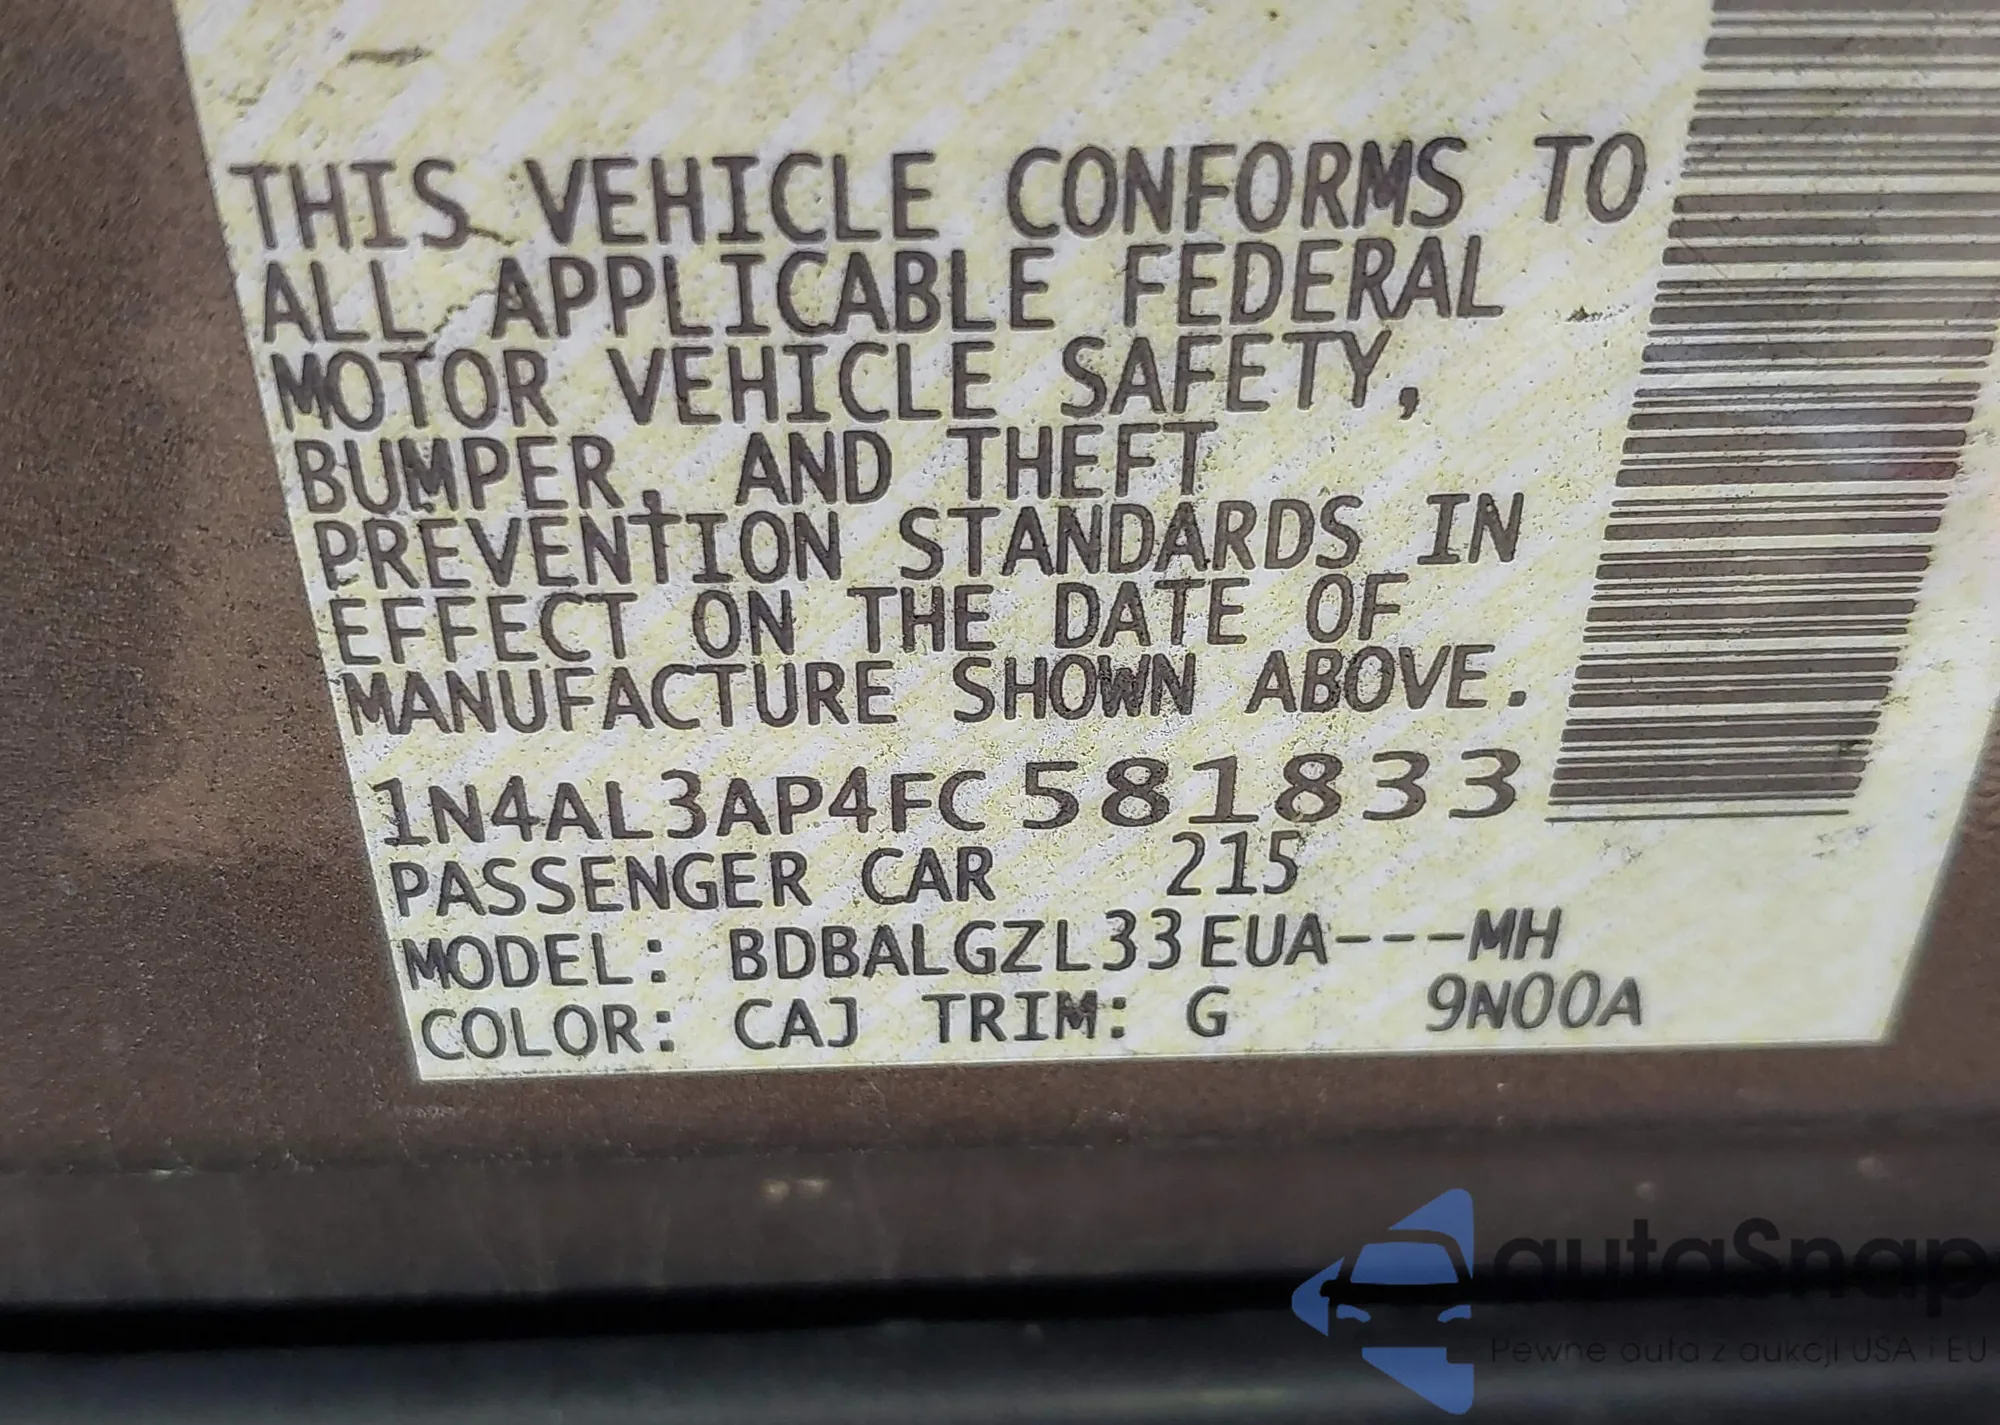 THIS VEHICLE CONFORMS TO
ALL APPLICABLE FEDERAL
MOTOR VEHICLE SAFETY,
BUMPER, AND THEFT
PREVENTION STANDARDS IN
EFFECT ON THE DATE OF
MANUFACTURE SHOWN ABOVE.
1N4AL3AP4FC581833
PASSENGER CAR 215
MODEL: BDBALGZL33EUA---MH
COLOR: CAJ TRIM: G 9N00A
autaSnap
Pewne auta z aukcji USA i EU